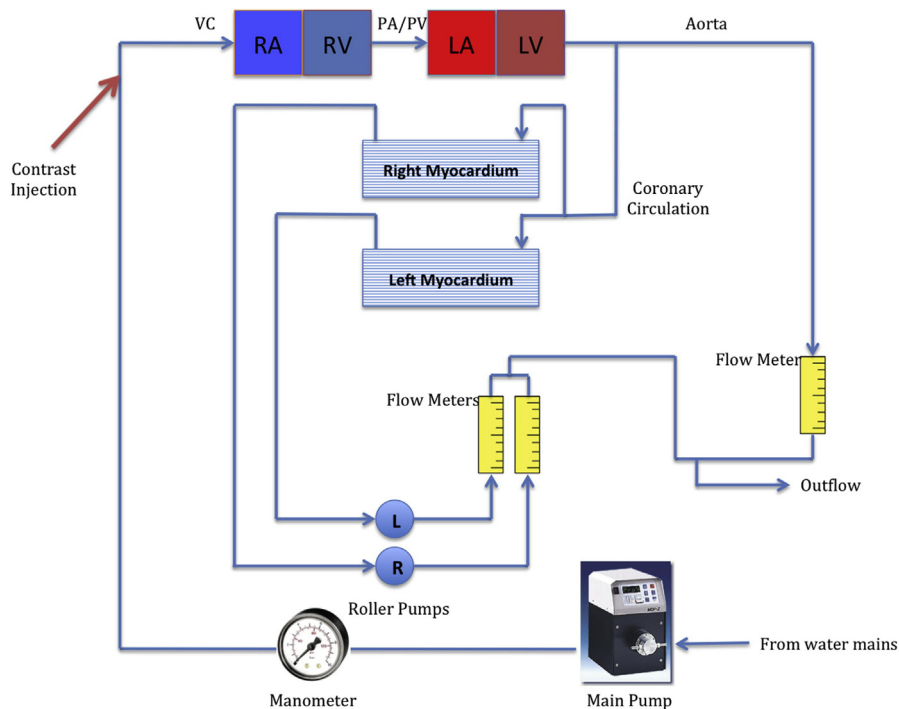 VC
PA/PV
Aorta
RA
RV
LA
LV
Contrast
Injection
Right Myocardium
Coronary
Circulation
Left Myocardium
Flow Meter
Flow Meters
Outflow
L
R
Roller Pumps
From water mains
Manometer
Main Pump